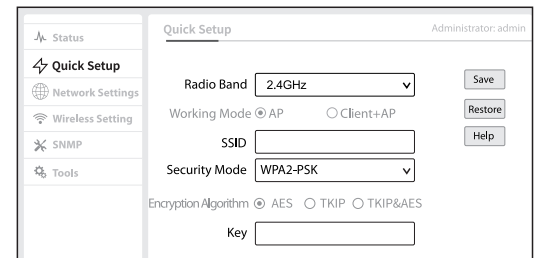 Quick Setup
Administrator: admin
Status
Quick Setup
Network Settings
Wireless Setting
SNMP
Tools
Radio Band 2.4GHz
Save
Working Mode AP Client+AP
Restore
SSID
Help
Security Mode WPA2-PSK
Encryption Algorithm AES TKIP TKIP&AES
Key